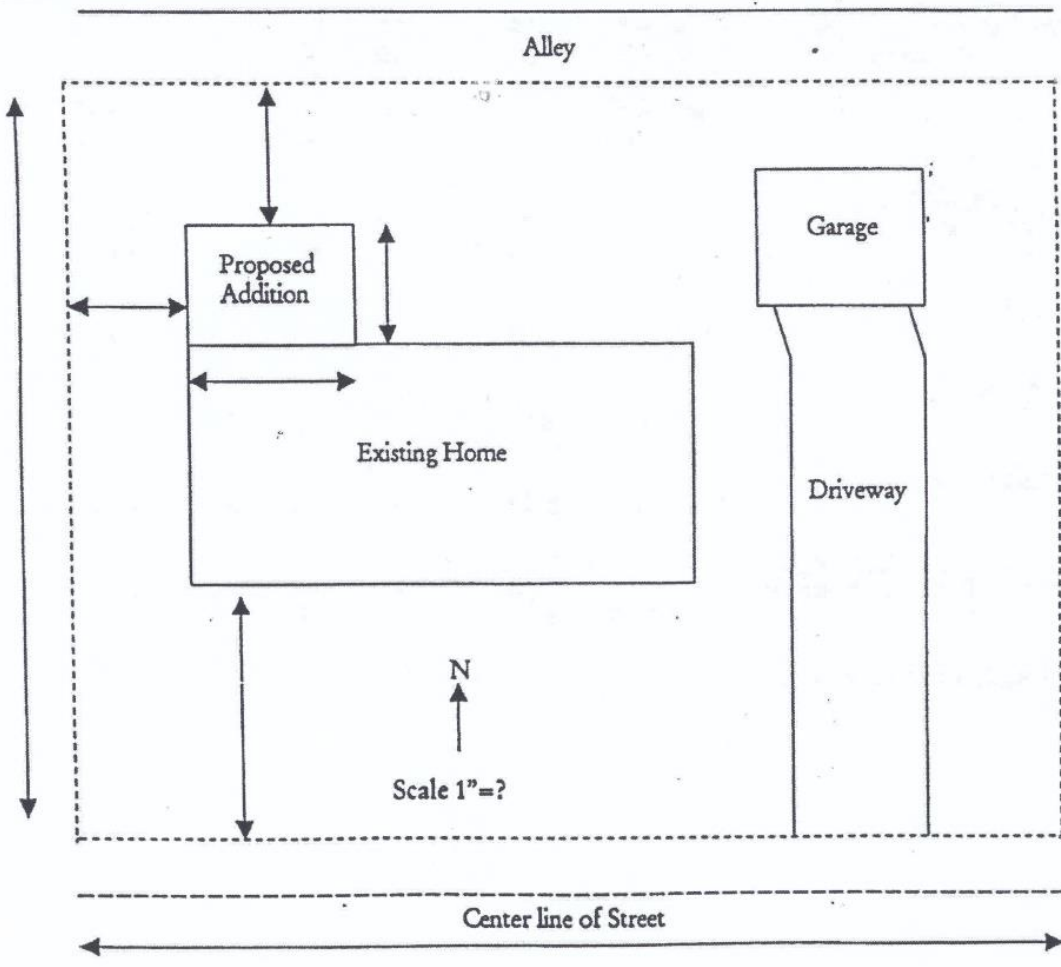 Alley
Garage
Proposed
Addition
Existing Home
Driveway
N
Scale 1”=?
Center line of Street